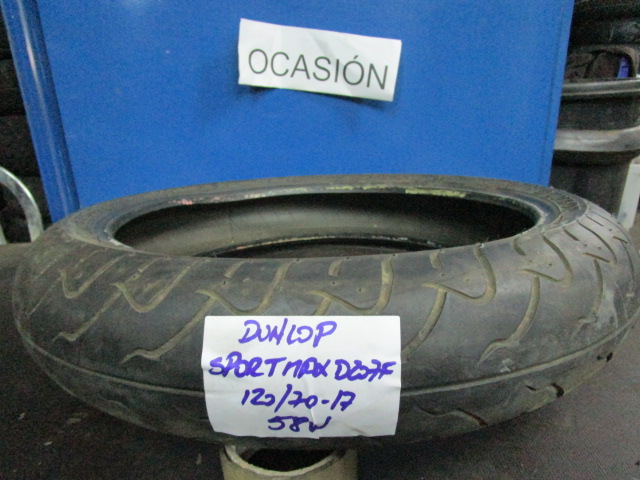 OCASIÓN
DUNLOP
SPORTMAX D207F
120/70-17
58W